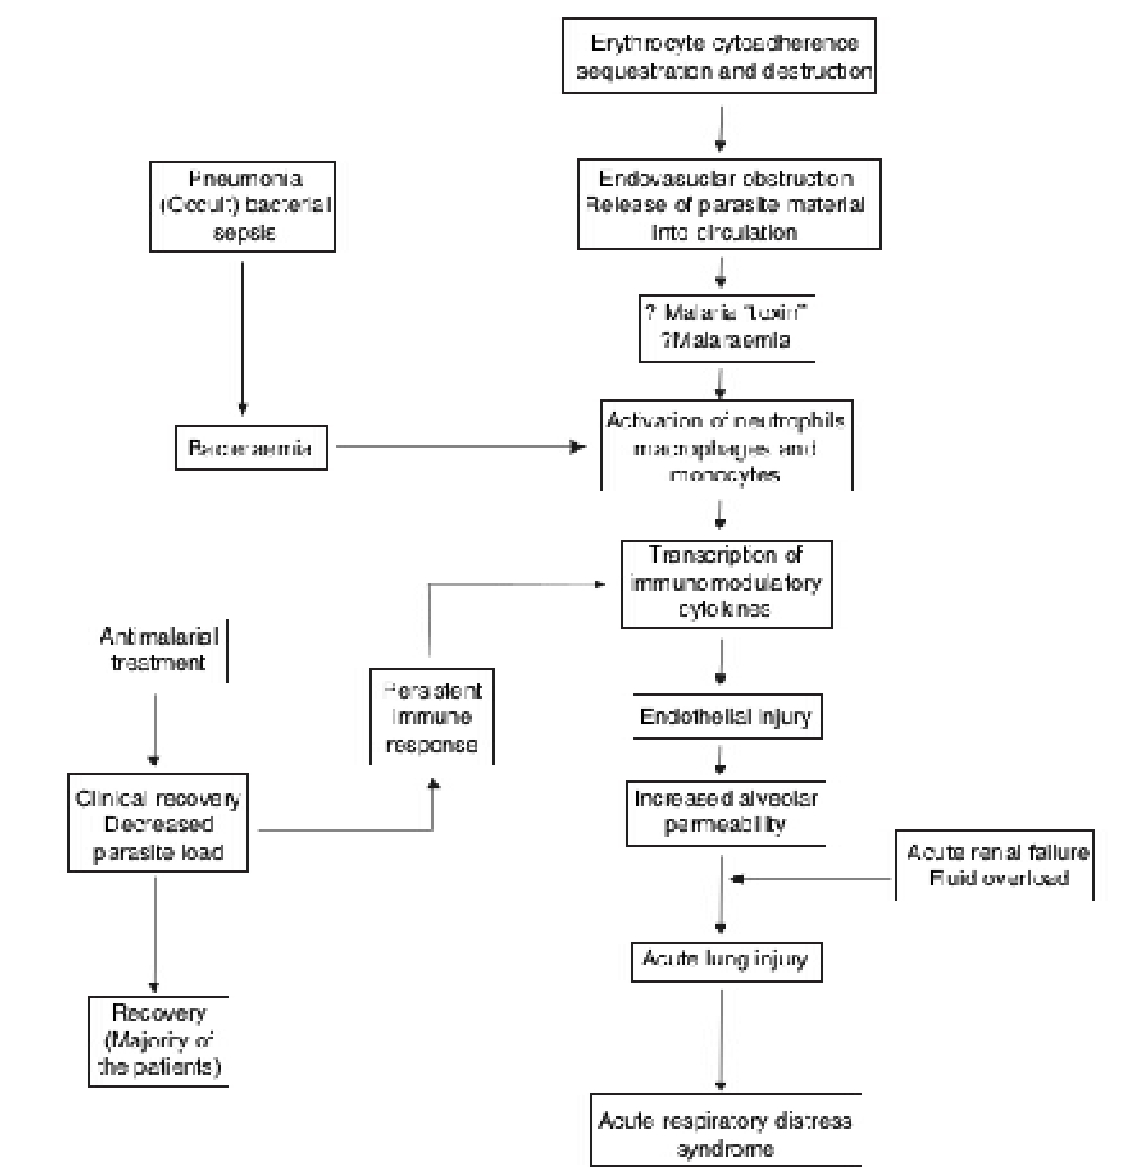 Erythrocyte cytoadherence
sequestration and destruction
Endovasuclar obstruction
Release of parasite material
into circulation
Pneumonia
(Occult) bacterial
sepsis
? Malaria "toxin"
?Malaraemia
Activation of neutrophils
macrophages and
monocytes
Bacteraemia
Transcription of
immunomodulatory
cytokines
Antimalarial
treatment
Persistent
immune
response
Endothelial injury
Clinical recovery
Decreased
parasite load
Increased alveolar
permeability
Acute renal failure
Fluid overload
Acute lung injury
Recovery
(Majority of
the patients)
Acute respiratory distress
syndrome